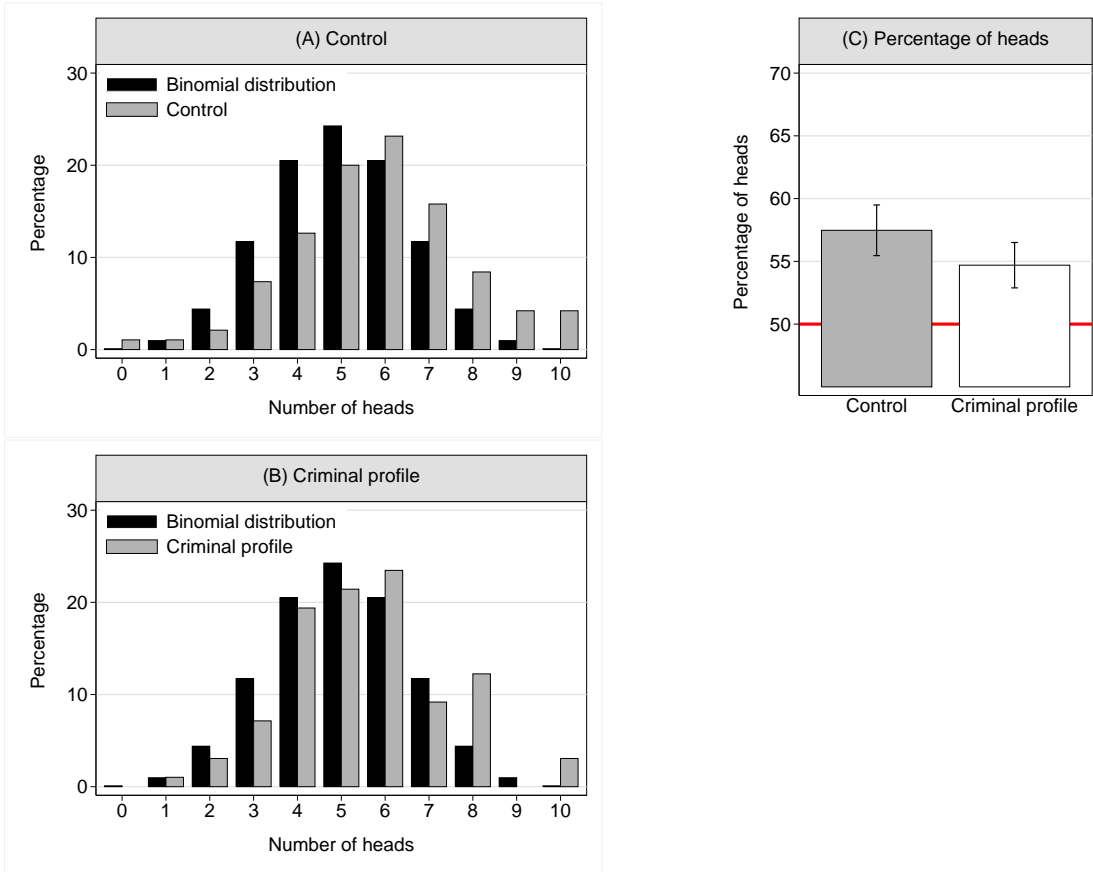 (A) Control
30
20
10
0
Percentage
Binomial distribution
Control
0 1 2 3 4 5 6 7 8 9 10
Number of heads
(B) Criminal profile
30
20
10
0
Percentage
Binomial distribution
Criminal profile
0 1 2 3 4 5 6 7 8 9 10
Number of heads
(C) Percentage of heads
70
65
60
55
50
Percentage of heads
Control Criminal profile